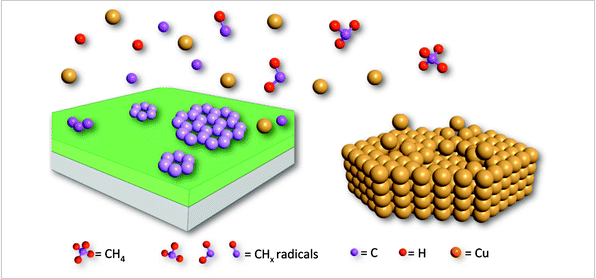 = CH₄ = CHₓ radicals = C = H = Cu